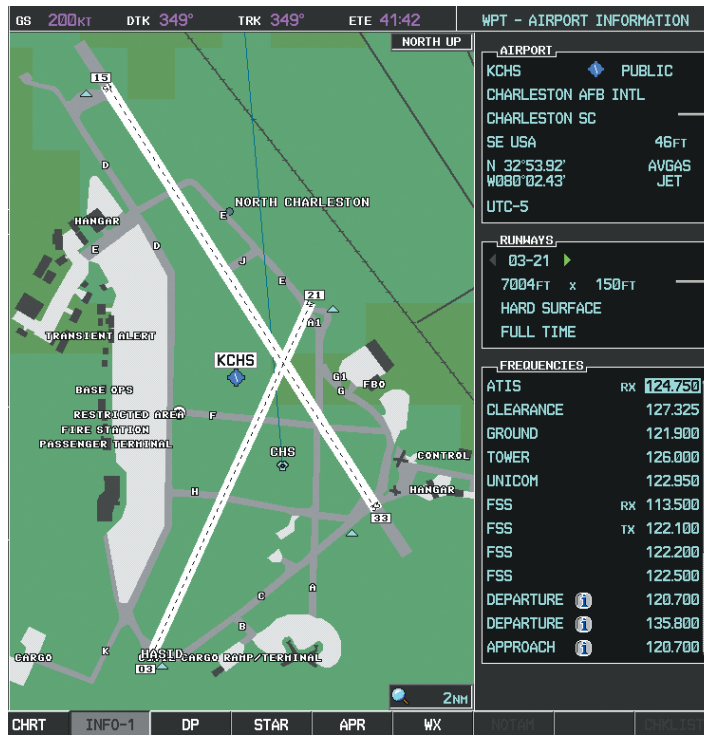 GS 200KT DTK 349° TRK 349° ETE 41:42 WPT – AIRPORT INFORMATION
NORTH UP
15
D
NORTH CHARLESTON
E
HANGAR
E
D
J
E
21
A1
TRANSIENT ALERT
KCHS
G1
G
FBO
BASE OPS
RESTRICTED AREA
F
FIRE STATION
PASSENGER TERMINAL
CHS
CONTROL
H
HANGAR
33
C
A
B
CARGO
K
HASID
CARGO RAMP/TERMINAL
03
2NM
AIRPORT
KCHS PUBLIC
CHARLESTON AFB INTL
CHARLESTON SC
SE USA 46FT
N 32°53.92' AVGAS
W080°02.43' JET
UTC-5
RUNWAYS
03-21
7004FT x 150FT
HARD SURFACE
FULL TIME
FREQUENCIES
ATIS RX 124.750
CLEARANCE 127.325
GROUND 121.900
TOWER 126.000
UNICOM 122.950
FSS RX 113.500
FSS TX 122.100
FSS 122.200
FSS 122.500
DEPARTURE i 120.700
DEPARTURE i 135.800
APPROACH i 120.700
CHRT INFO-1 DP STAR APR WX NOTAM CHKLIST